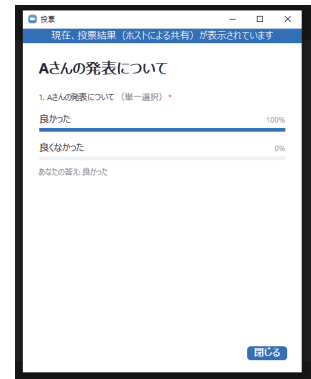 投票
現在、投票結果（ホストによる共有）が表示されています
Aさんの発表について
1. Aさんの発表について （単一選択） *
良かった 100%
良くなかった 0%
あなたの答え: 良かった
閉じる